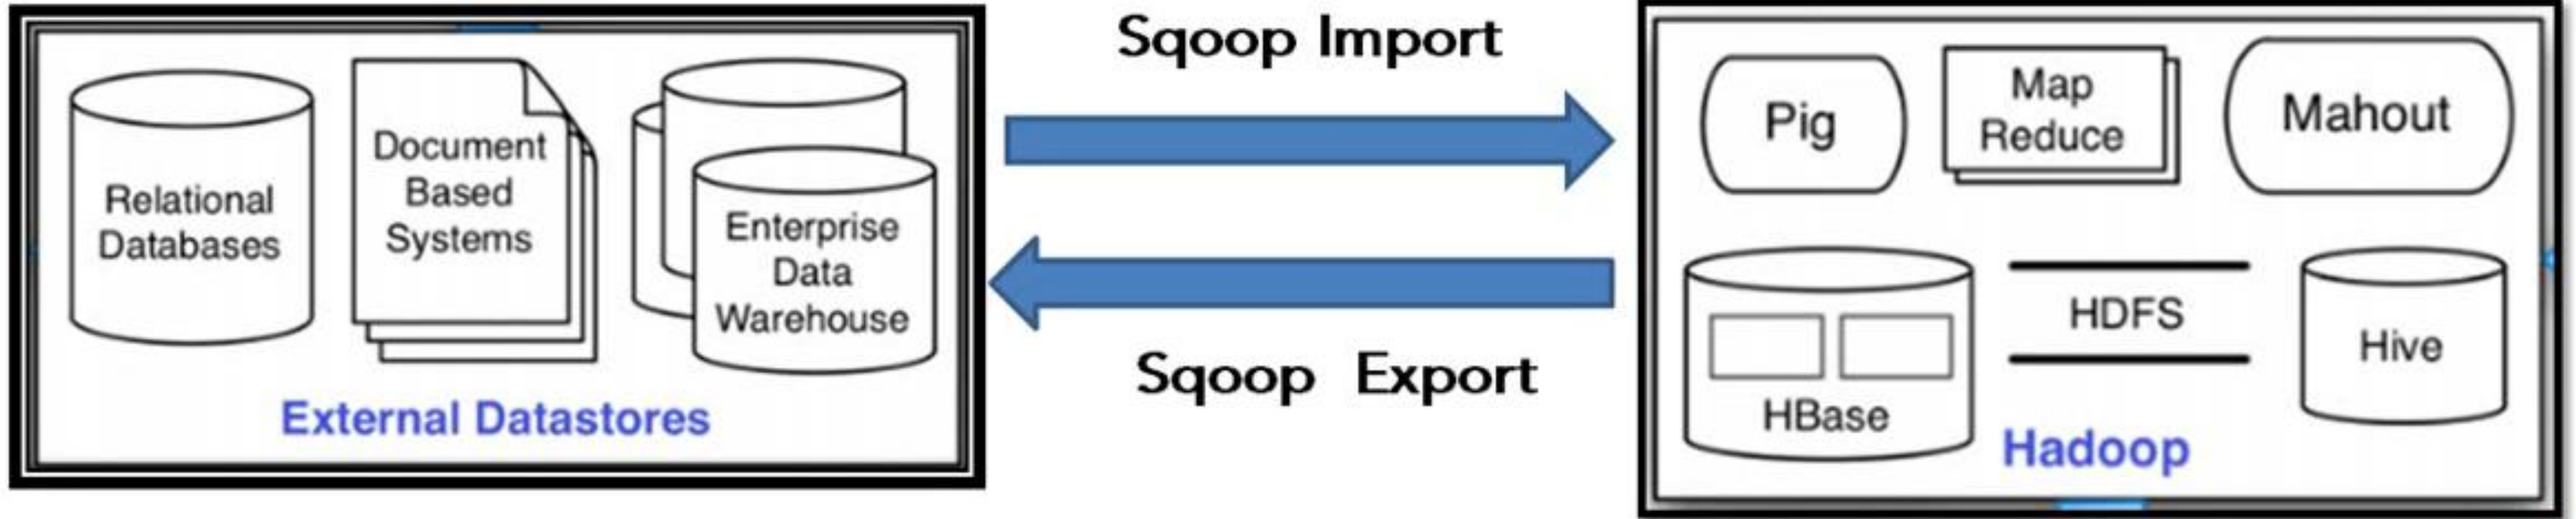 Relational
Databases
Document
Based
Systems
Enterprise
Data
Warehouse
External Datastores
Sqoop Import
Sqoop Export
Pig
Map
Reduce
Mahout
HBase
HDFS
Hive
Hadoop